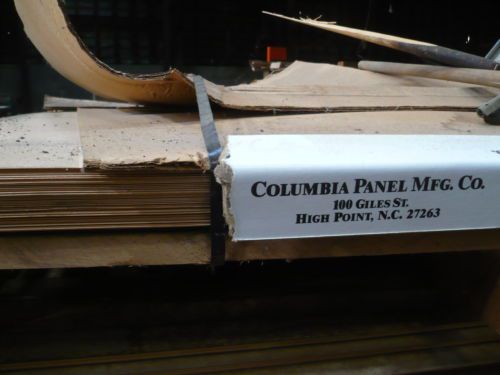 COLUMBIA PANEL MFG. CO.
100 GILES ST.
HIGH POINT, N.C. 27263